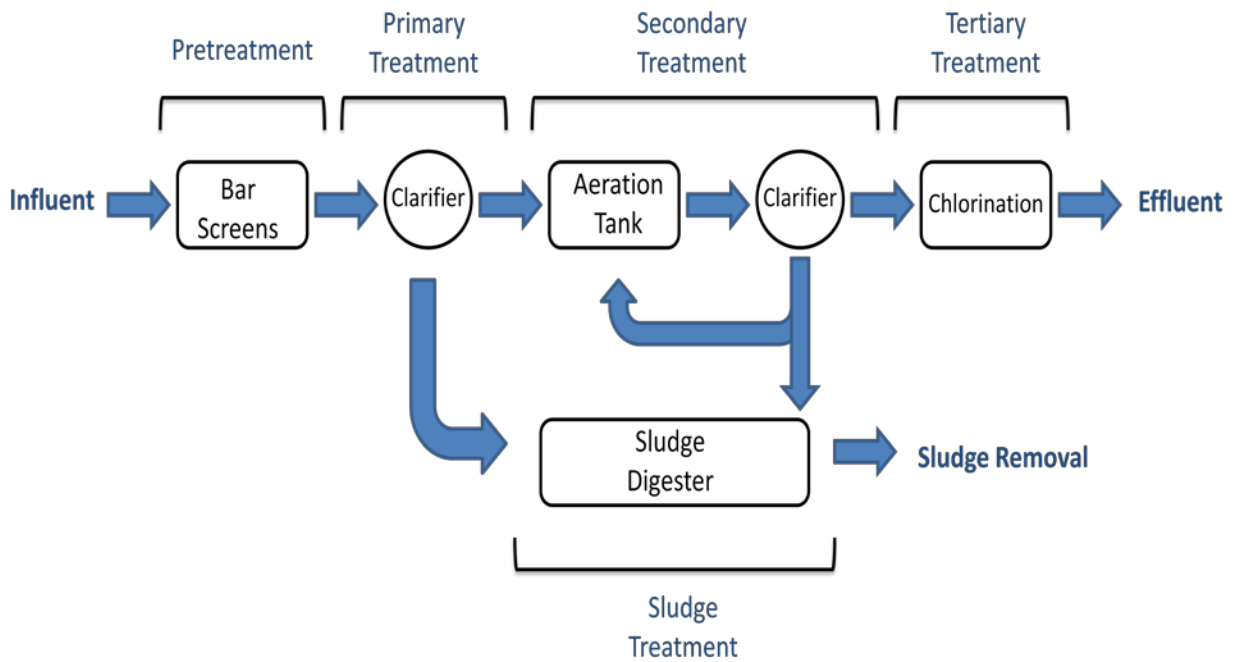 Pretreatment
Primary
Treatment
Secondary
Treatment
Tertiary
Treatment
Influent
Bar
Screens
Clarifier
Aeration
Tank
Clarifier
Chlorination
Effluent
Sludge
Digester
Sludge Removal
Sludge
Treatment